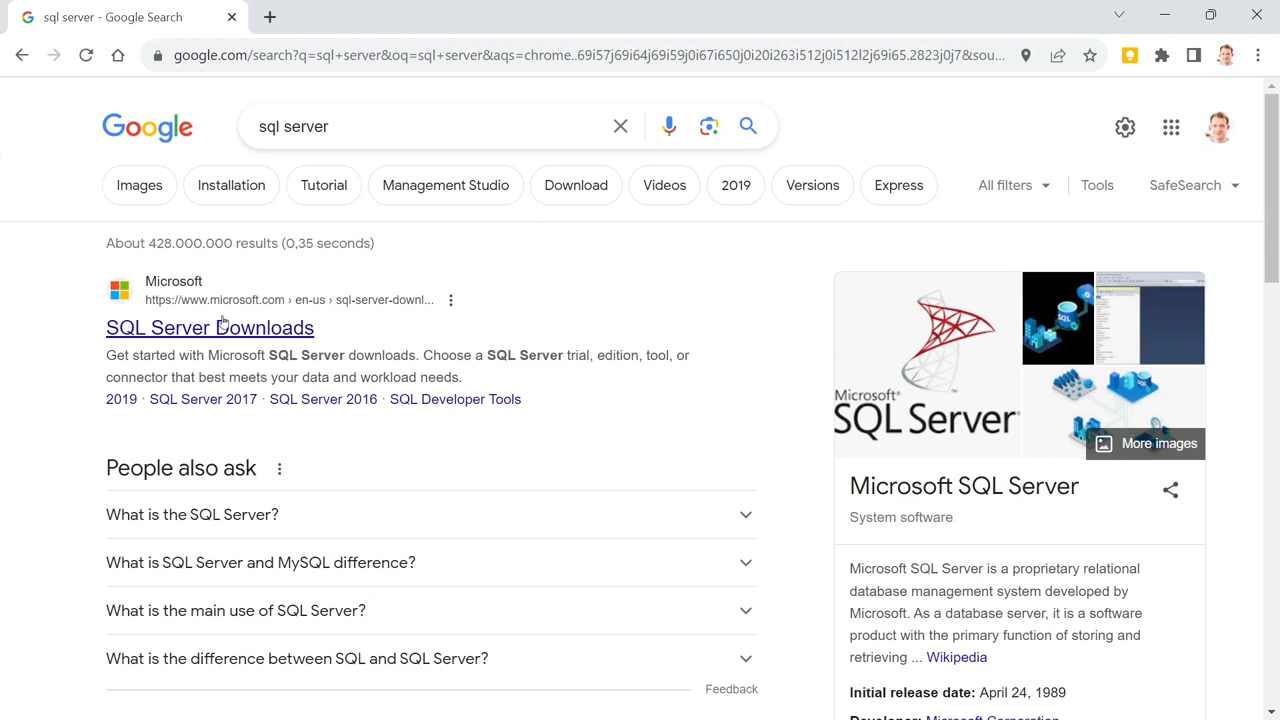 sql server - Google Search
google.com/search?q=sql+server&oq=sql+server&aqs=chrome..69i57j69i64j69i59j0i67i650j0i20i263i512j0i512l2j69i65.2823j0j7&sou...
Google
sql server
Images
Installation
Tutorial
Management Studio
Download
Videos
2019
Versions
Express
All filters
Tools
SafeSearch
About 428.000.000 results (0,35 seconds)
Microsoft
https://www.microsoft.com › en-us › sql-server-downl...
SQL Server Downloads
Get started with Microsoft SQL Server downloads. Choose a SQL Server trial, edition, tool, or
connector that best meets your data and workload needs.
2019 · SQL Server 2017 · SQL Server 2016 · SQL Developer Tools
People also ask
What is the SQL Server?
What is SQL Server and MySQL difference?
What is the main use of SQL Server?
What is the difference between SQL and SQL Server?
Feedback
Microsoft®
SQL Server
SQL
More images
Microsoft SQL Server
System software
Microsoft SQL Server is a proprietary relational
database management system developed by
Microsoft. As a database server, it is a software
product with the primary function of storing and
retrieving ... Wikipedia
Initial release date: April 24, 1989
Developer: Microsoft Corporation